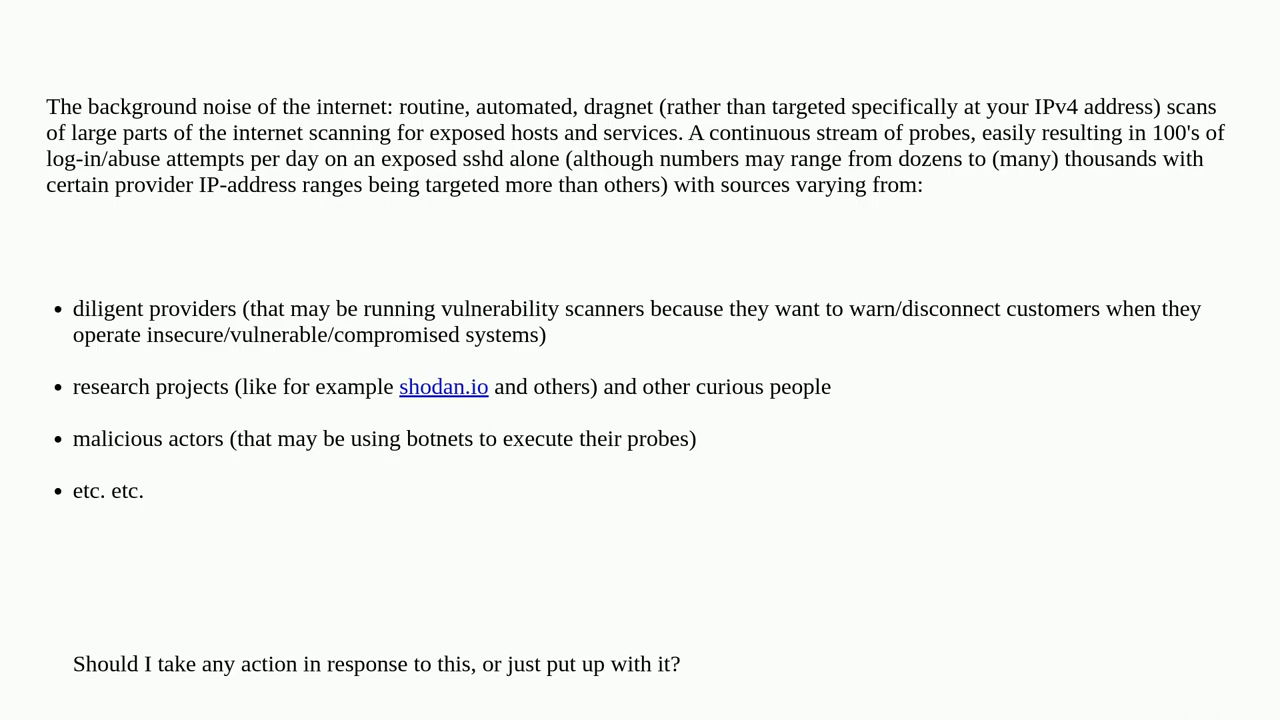 The background noise of the internet: routine, automated, dragnet (rather than targeted specifically at your IPv4 address) scans
of large parts of the internet scanning for exposed hosts and services. A continuous stream of probes, easily resulting in 100's of
log-in/abuse attempts per day on an exposed sshd alone (although numbers may range from dozens to (many) thousands with
certain provider IP-address ranges being targeted more than others) with sources varying from:
• diligent providers (that may be running vulnerability scanners because they want to warn/disconnect customers when they
operate insecure/vulnerable/compromised systems)
• research projects (like for example shodan.io and others) and other curious people
• malicious actors (that may be using botnets to execute their probes)
• etc. etc.
Should I take any action in response to this, or just put up with it?